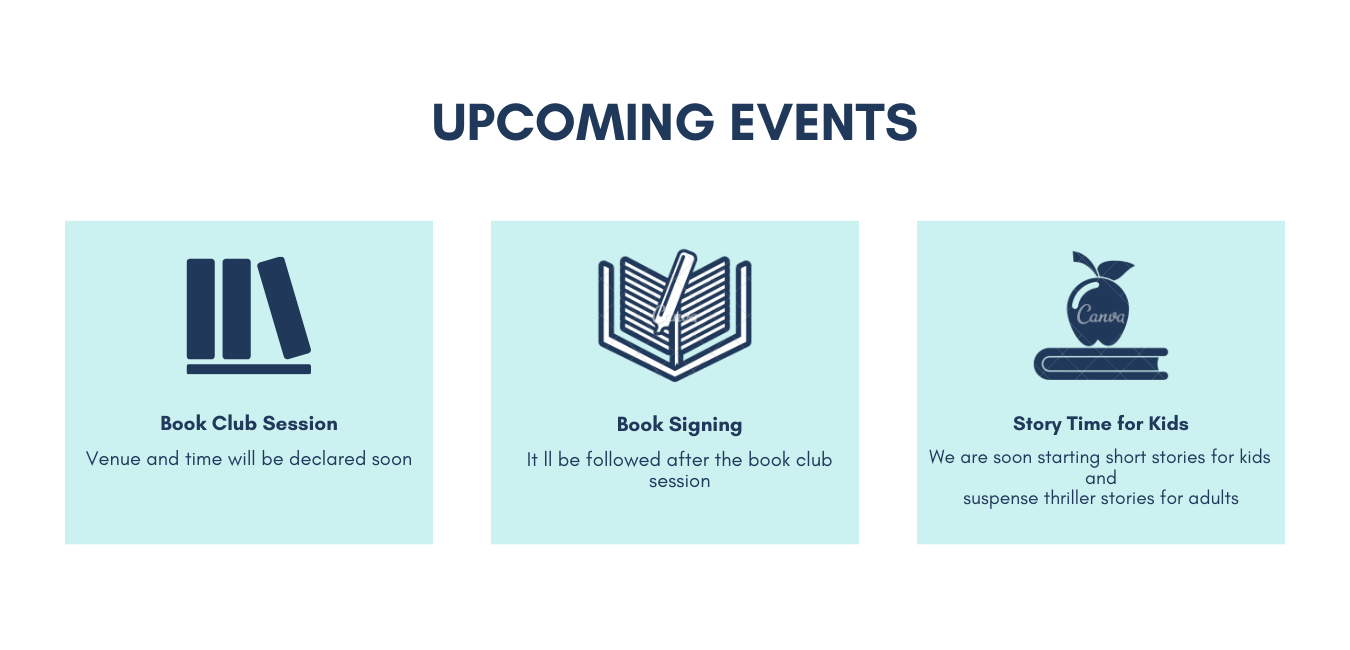 UPCOMING EVENTS
Book Club Session
Venue and time will be declared soon
Book Signing
It ll be followed after the book club
session
Canva
Story Time for Kids
We are soon starting short stories for kids
and
suspense thriller stories for adults